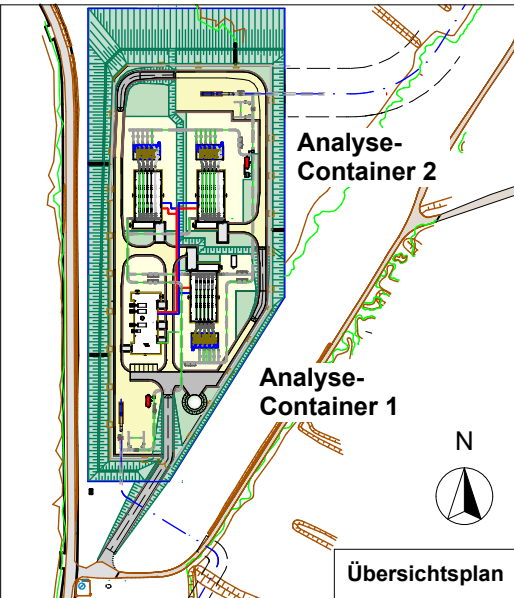 Analyse-
Container 2
Analyse-
Container 1
N
Übersichtsplan